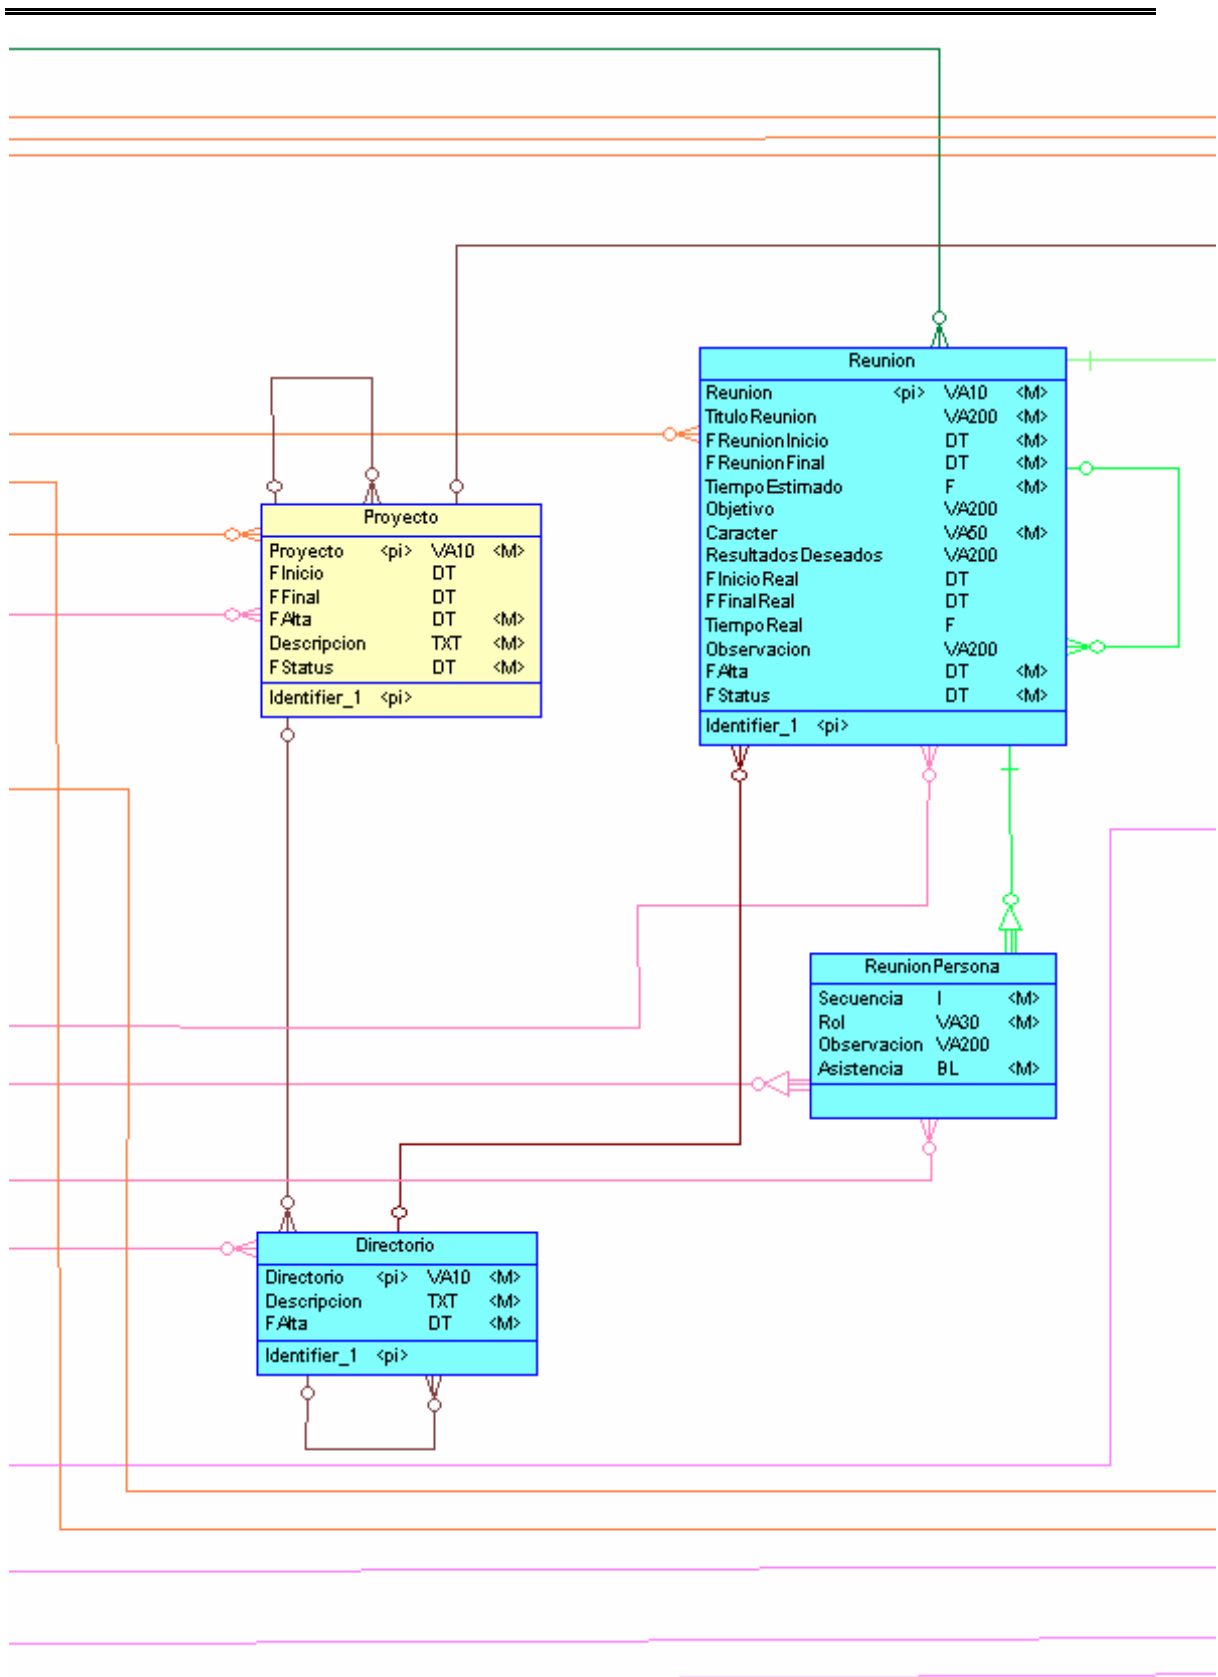 Reunion
Reunion <pi> VA10 <M>
TituloReunion VA200 <M>
FReunionInicio DT <M>
FReunionFinal DT <M>
TiempoEstimado F <M>
Objetivo VA200
Caracter VA50 <M>
ResultadosDeseados VA200
FInicioReal DT
FFinalReal DT
TiempoReal F
Observacion VA200
FAlta DT <M>
FStatus DT <M>
Identifier_1 <pi>
Proyecto
Proyecto <pi> VA10 <M>
FInicio DT
FFinal DT
FAlta DT <M>
Descripcion TXT <M>
FStatus DT <M>
Identifier_1 <pi>
ReunionPersona
Secuencia I <M>
Rol VA30 <M>
Observacion VA200
Asistencia BL <M>
Directorio
Directorio <pi> VA10 <M>
Descripcion TXT <M>
FAlta DT <M>
Identifier_1 <pi>